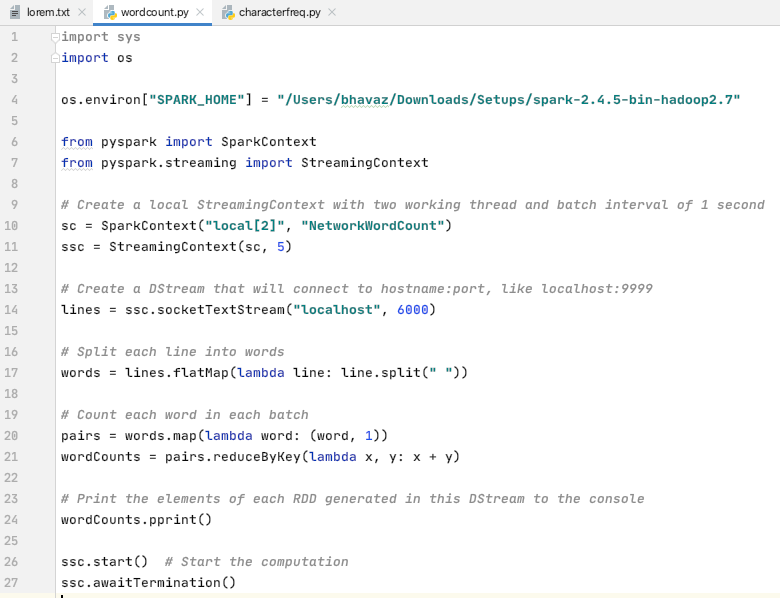 lorem.txt wordcount.py characterfreq.py
1 import sys
2 import os
3
4 os.environ["SPARK_HOME"] = "/Users/bhavaz/Downloads/Setups/spark-2.4.5-bin-hadoop2.7"
5
6 from pyspark import SparkContext
7 from pyspark.streaming import StreamingContext
8
9 # Create a local StreamingContext with two working thread and batch interval of 1 second
10 sc = SparkContext("local[2]", "NetworkWordCount")
11 ssc = StreamingContext(sc, 5)
12
13 # Create a DStream that will connect to hostname:port, like localhost:9999
14 lines = ssc.socketTextStream("localhost", 6000)
15
16 # Split each line into words
17 words = lines.flatMap(lambda line: line.split(" "))
18
19 # Count each word in each batch
20 pairs = words.map(lambda word: (word, 1))
21 wordCounts = pairs.reduceByKey(lambda x, y: x + y)
22
23 # Print the elements of each RDD generated in this DStream to the console
24 wordCounts.pprint()
25
26 ssc.start()  # Start the computation
27 ssc.awaitTermination()